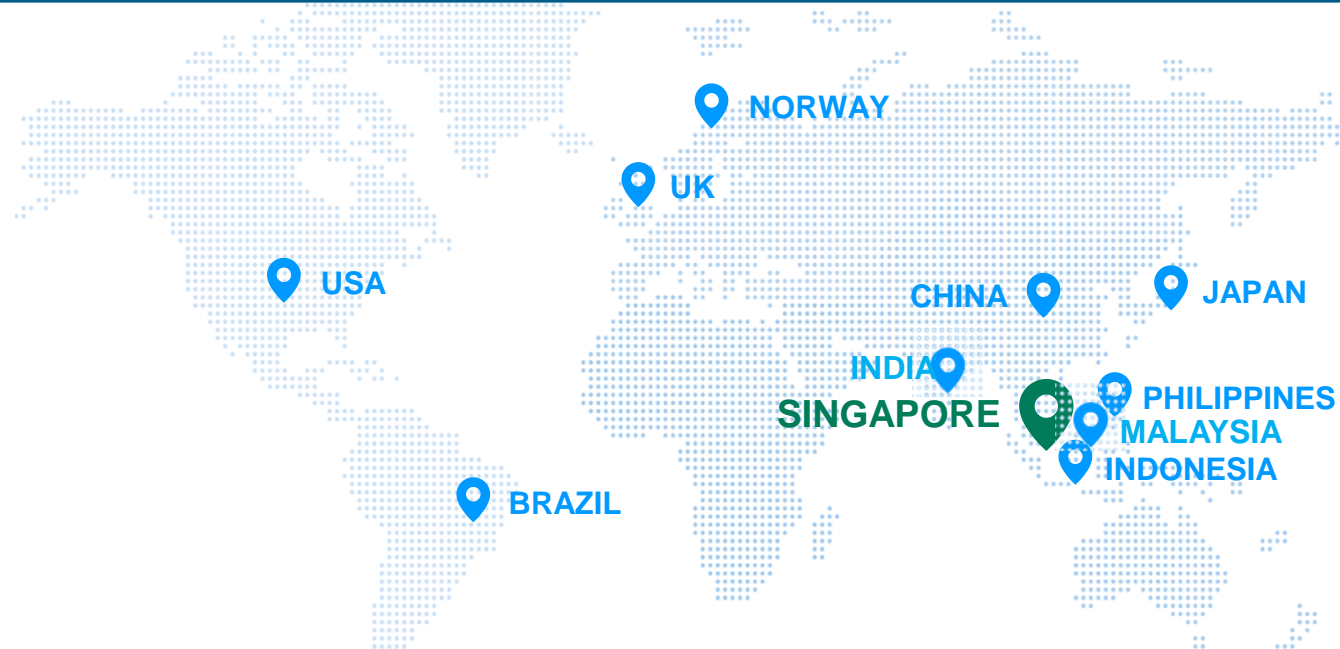 NORWAY
UK
USA
CHINA
JAPAN
INDIA
SINGAPORE
PHILIPPINES
MALAYSIA
INDONESIA
BRAZIL